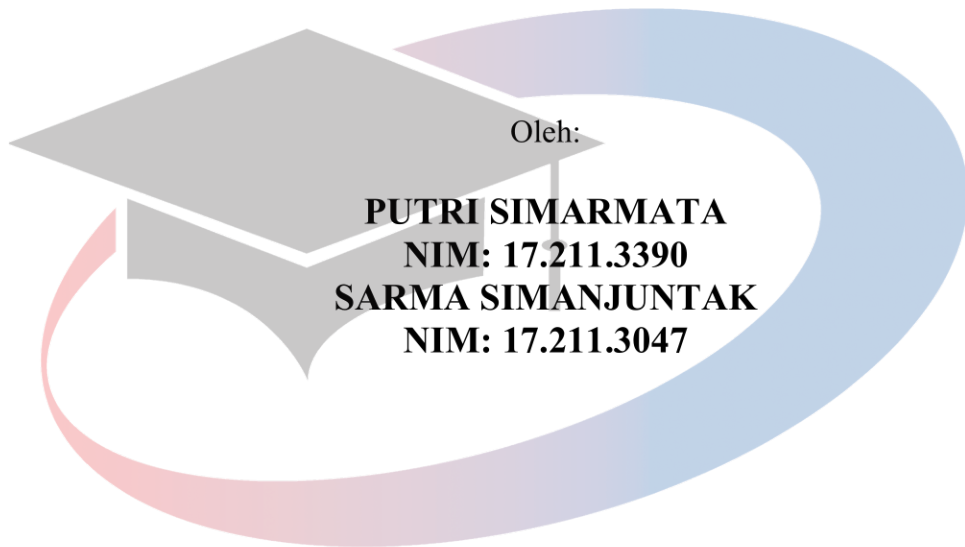 Oleh:
PUTRI SIMARMATA
NIM: 17.211.3390
SARMA SIMANJUNTAK
NIM: 17.211.3047